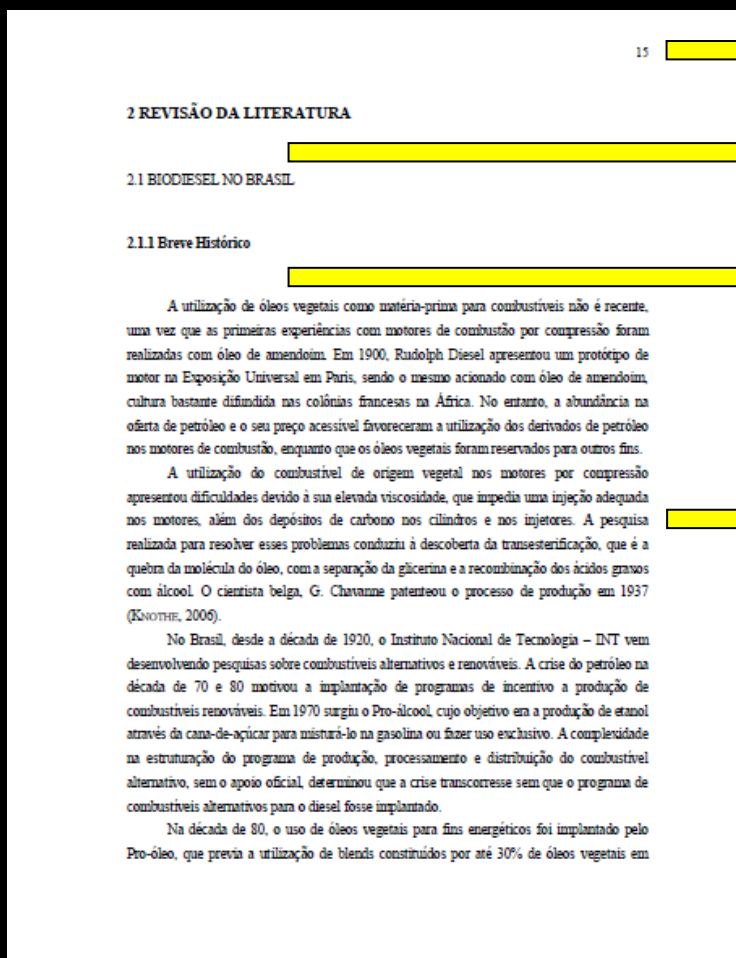 15
2 REVISÃO DA LITERATURA
2.1 BIODIESEL NO BRASIL
2.1.1 Breve Histórico
A utilização de óleos vegetais como matéria-prima para combustíveis não é recente,
uma vez que as primeiras experiências com motores de combustão por compressão foram
realizadas com óleo de amendoim. Em 1900, Rudolph Diesel apresentou um protótipo de
motor na Exposição Universal em Paris, sendo o mesmo acionado com óleo de amendoim,
cultura bastante difundida nas colônias francesas na África. No entanto, a abundância na
oferta de petróleo e o seu preço acessível favoreceram a utilização dos derivados de petróleo
nos motores de combustão, enquanto que os óleos vegetais foram reservados para outros fins.
A utilização do combustível de origem vegetal nos motores por compressão
apresentou dificuldades devido à sua elevada viscosidade, que impedia uma injeção adequada
nos motores, além dos depósitos de carbono nos cilindros e nos injetores. A pesquisa
realizada para resolver esses problemas conduziu à descoberta da transesterificação, que é a
quebra da molécula do óleo, com a separação da glicerina e a recombinação dos ácidos graxos
com álcool. O cientista belga, G. Chavanne patenteou o processo de produção em 1937
(KNOTHE, 2006).
No Brasil, desde a década de 1920, o Instituto Nacional de Tecnologia – INT vem
desenvolvendo pesquisas sobre combustíveis alternativos e renováveis. A crise do petróleo na
década de 70 e 80 motivou a implantação de programas de incentivo a produção de
combustíveis renováveis. Em 1970 surgiu o Pro-álcool, cujo objetivo era a produção de etanol
através da cana-de-açúcar para misturá-lo na gasolina ou fazer uso exclusivo. A complexidade
na estruturação do programa de produção, processamento e distribuição do combustível
alternativo, sem o apoio oficial, determinou que a crise transcorresse sem que o programa de
combustíveis alternativos para o diesel fosse implantado.
Na década de 80, o uso de óleos vegetais para fins energéticos foi implantado pelo
Pro-óleo, que previa a utilização de blends constituídos por até 30% de óleos vegetais em